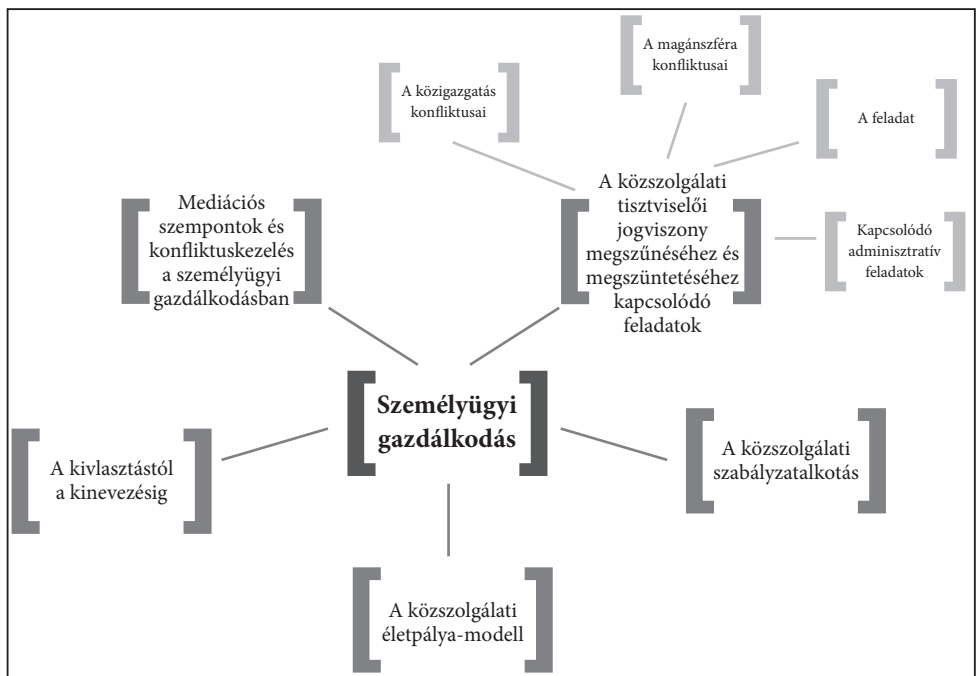 A magánszféra
konfliktusai
A közigazgatás
konfliktusai
A feladat
A közszolgálati
tisztviselői
jogviszony
megszűnéséhez és
megszüntetéséhez
kapcsolódó
feladatok
Kapcsolódó
adminisztratív
feladatok
Mediációs
szempontok és
konfliktuskezelés
a személyügyi
gazdálkodásban
Személyügyi
gazdálkodás
A kivlasztástól
a kinevezésig
A közszolgálati
szabályzatalkotás
A közszolgálati
életpálya-modell